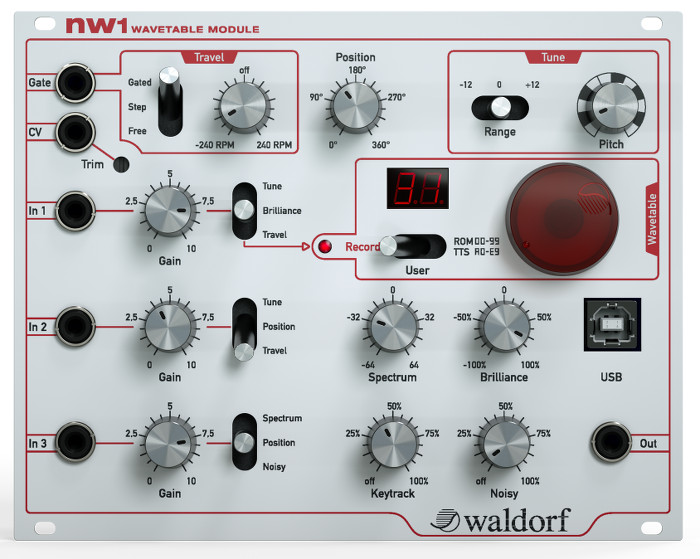 nw1 WAVETABLE MODULE
Travel
Tune
Gate
CV
Trim
Gated
Step
Free
off
-240 RPM
240 RPM
Position
180°
90°
270°
0°
360°
-12
0
+12
Range
Pitch
In 1
5
2,5
7,5
0
10
Gain
Tune
Brilliance
Travel
Record
31
User
ROM 00-99
TTS A0-E9
Wavetable
In 2
5
2,5
7,5
0
10
Gain
Tune
Position
Travel
0
-32
32
-64
64
Spectrum
0
-50%
50%
-100%
100%
Brilliance
USB
In 3
5
2,5
7,5
0
10
Gain
Spectrum
Position
Noisy
50%
25%
75%
off
100%
Keytrack
50%
25%
75%
off
100%
Noisy
Out
waldorf